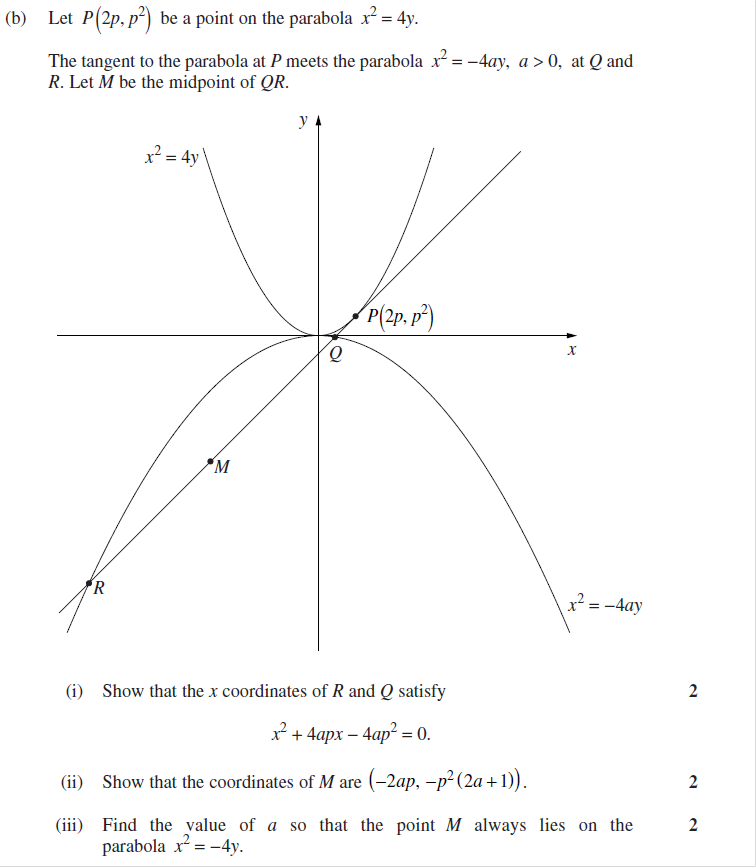 (b) Let P(2p, p²) be a point on the parabola x² = 4y.
The tangent to the parabola at P meets the parabola x² = −4ay, a > 0, at Q and
R. Let M be the midpoint of QR.
y
x² = 4y
P(2p, p²)
Q
x
M
R
x² = −4ay
(i) Show that the x coordinates of R and Q satisfy 2
x² + 4apx − 4ap² = 0.
(ii) Show that the coordinates of M are (−2ap, −p²(2a + 1)). 2
(iii) Find the value of a so that the point M always lies on the 2
parabola x² = −4y.